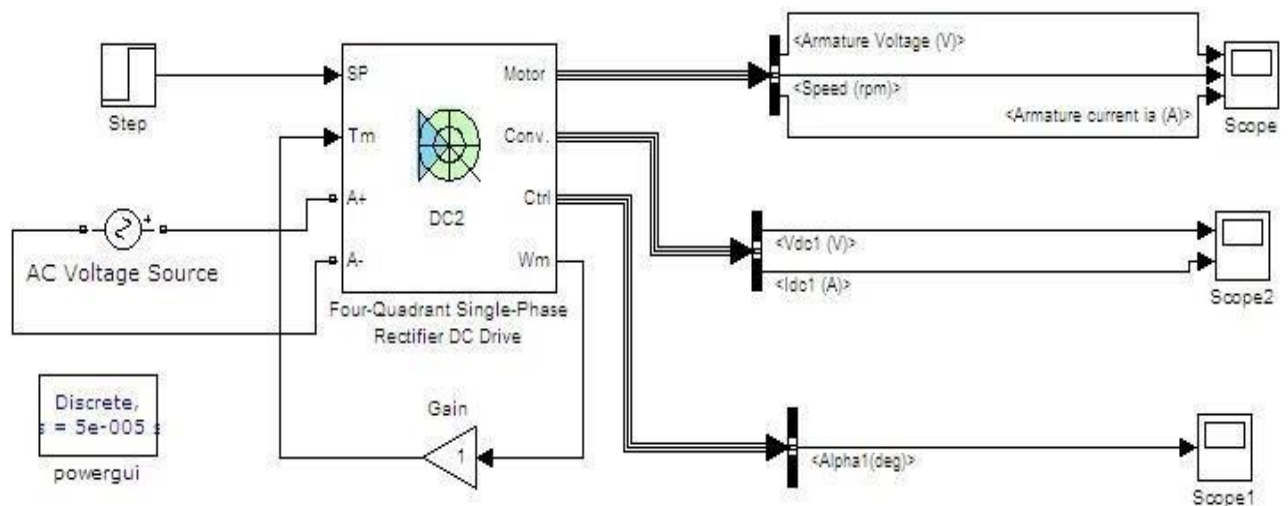 Step
SP
Tm
A+
A-
Motor
Conv.
Ctrl
Wm
DC2
Four-Quadrant Single-Phase
Rectifier DC Drive
AC Voltage Source
Discrete,
s = 5e-005 s
powergui
Gain
1
<Armature Voltage (V)>
<Speed (rpm)>
<Armature current ia (A)>
Scope
<Vdc1 (V)>
<Idc1 (A)>
Scope2
<Alpha1(deg)>
Scope1